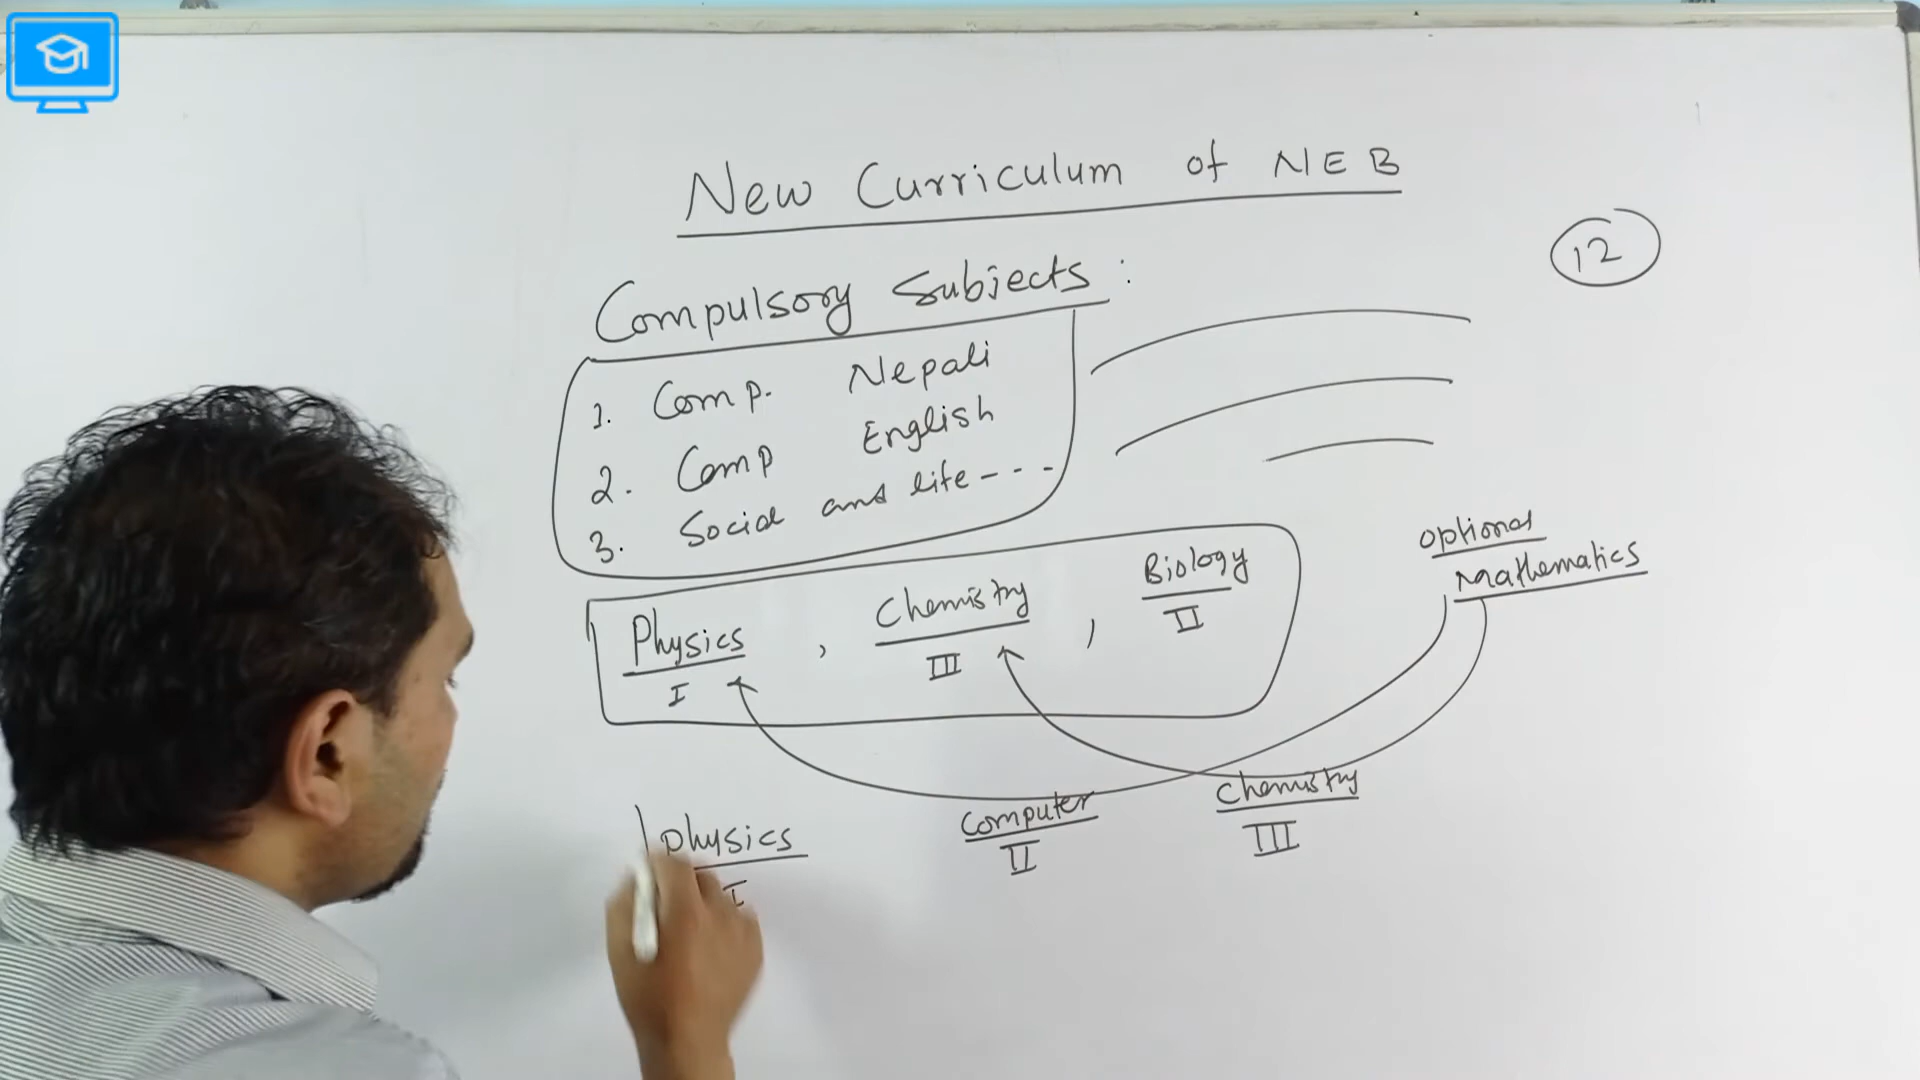 New Curriculum of NEB
12
Compulsory Subjects :
1. Comp. Nepali
2. Comp English
3. Social and life - - -
optional
Mathematics
Physics , Chemistry , Biology
I III II
Physics Computer Chemistry
I II III